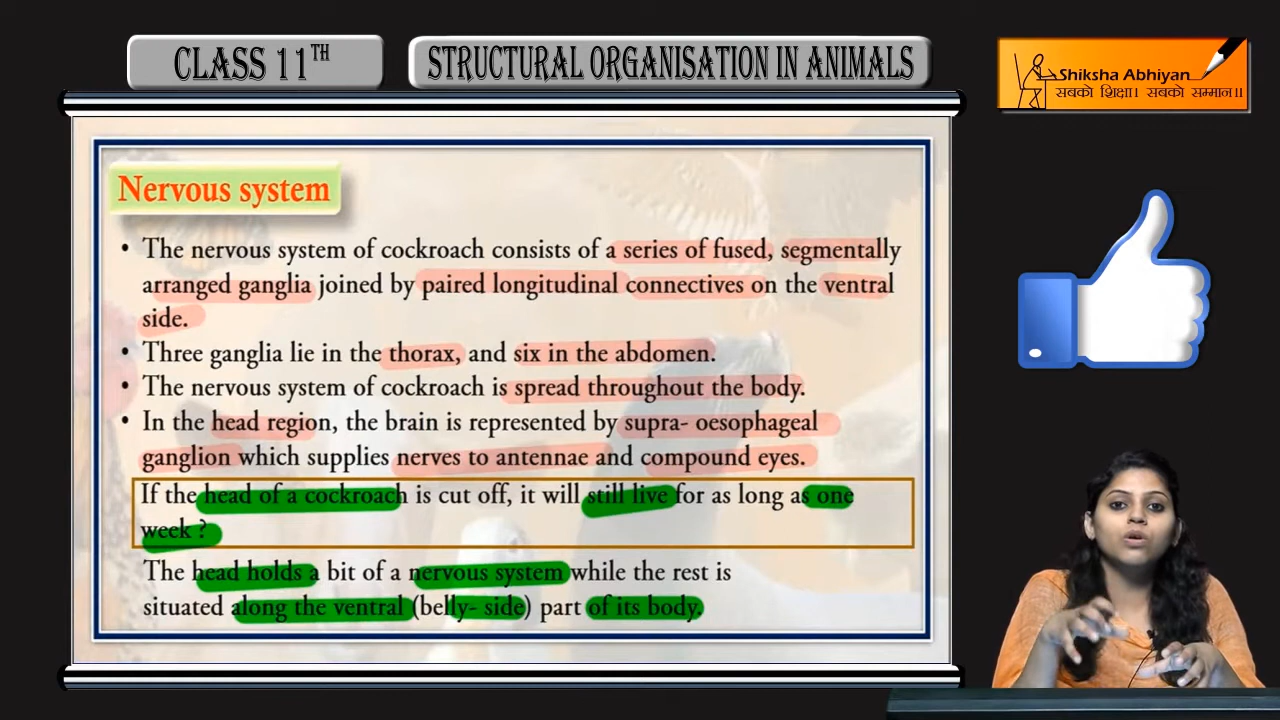 CLASS 11TH
STRUCTURAL ORGANISATION IN ANIMALS
Shiksha Abhiyan
सबको शिक्षा। सबको सम्मान।।
Nervous system
• The nervous system of cockroach consists of a series of fused, segmentally
arranged ganglia joined by paired longitudinal connectives on the ventral
side.
• Three ganglia lie in the thorax, and six in the abdomen.
• The nervous system of cockroach is spread throughout the body.
• In the head region, the brain is represented by supra- oesophageal
ganglion which supplies nerves to antennae and compound eyes.
If the head of a cockroach is cut off, it will still live for as long as one
week ?
The head holds a bit of a nervous system while the rest is
situated along the ventral (belly- side) part of its body.